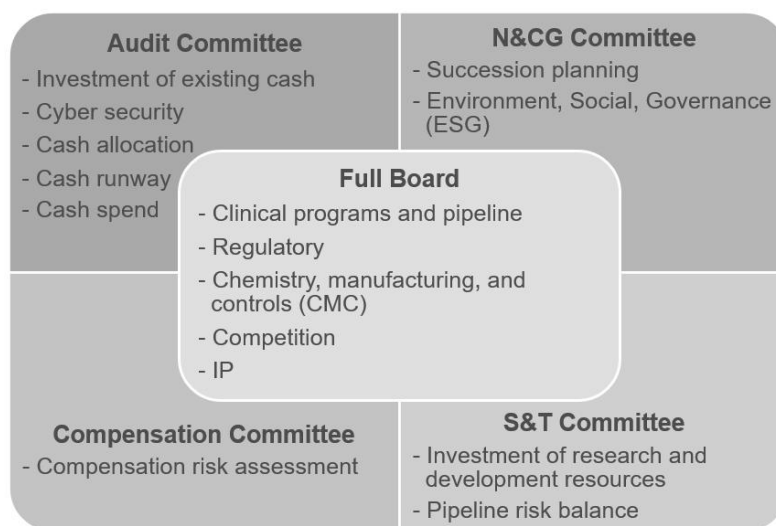 Audit Committee
- Investment of existing cash
- Cyber security
- Cash allocation
- Cash runway
- Cash spend
N&CG Committee
- Succession planning
- Environment, Social, Governance
(ESG)
Full Board
- Clinical programs and pipeline
- Regulatory
- Chemistry, manufacturing, and
controls (CMC)
- Competition
- IP
Compensation Committee
- Compensation risk assessment
S&T Committee
- Investment of research and
development resources
- Pipeline risk balance